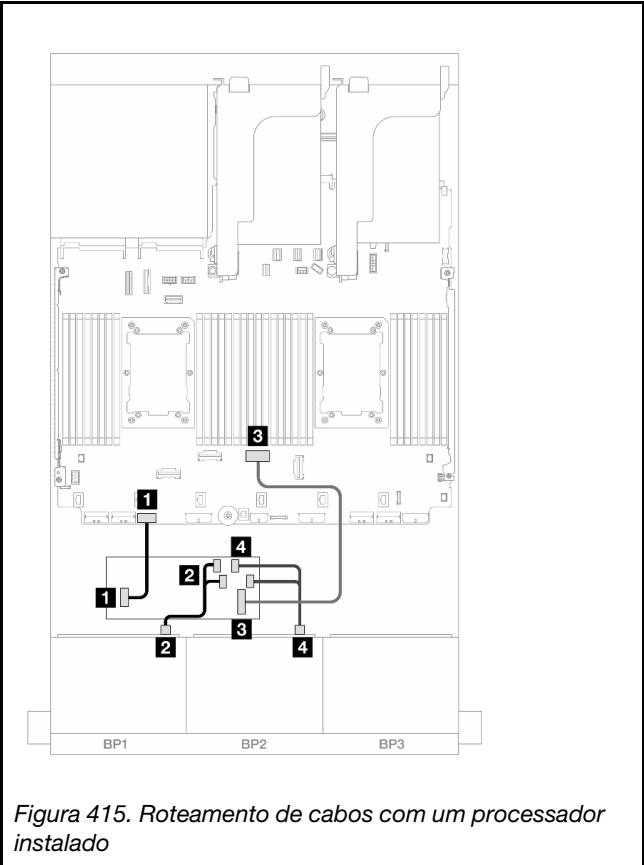 3
1
4
2
1
3
2
4
BP1 BP2 BP3
Figura 415. Roteamento de cabos com um processador
instalado